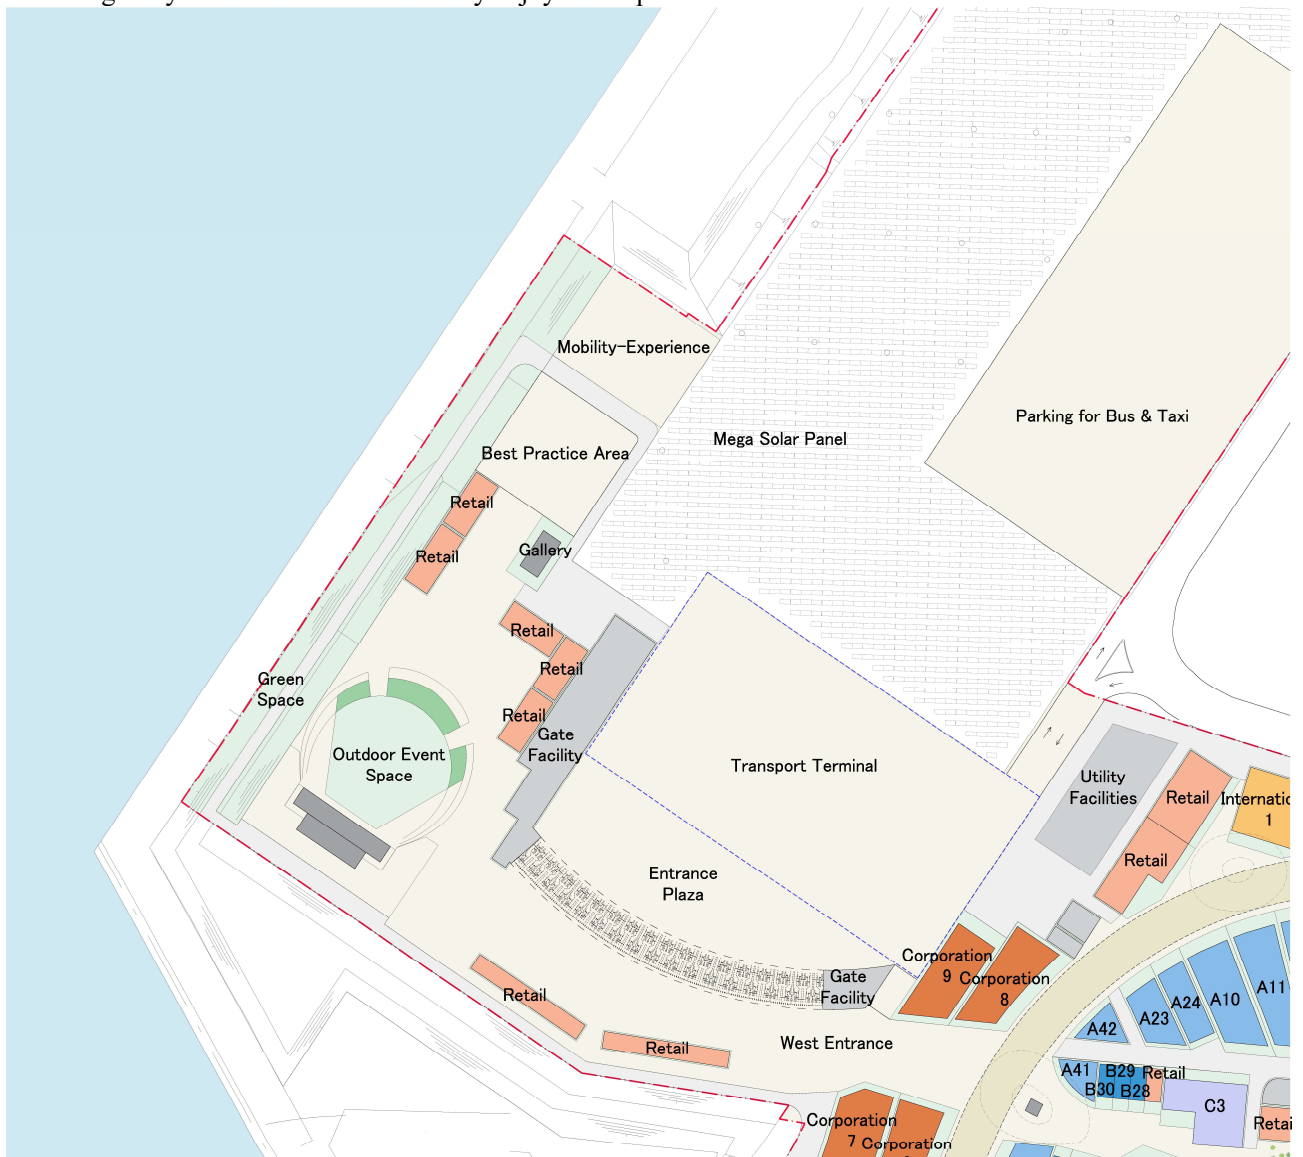 Mobility-Experience
Parking for Bus & Taxi
Mega Solar Panel
Best Practice Area
Retail
Gallery
Retail
Retail
Retail
Green
Space
Retail
Gate
Facility
Outdoor Event
Space
Transport Terminal
Utility
Facilities
Retail
Internatio
1
Retail
Entrance
Plaza
Corporation
9
Corporation
8
Gate
Facility
Retail
A11
A10
A24
A23
A42
West Entrance
Retail
A41
B29
Retail
B30
B28
C3
Corporation
7
Corporation
Retai